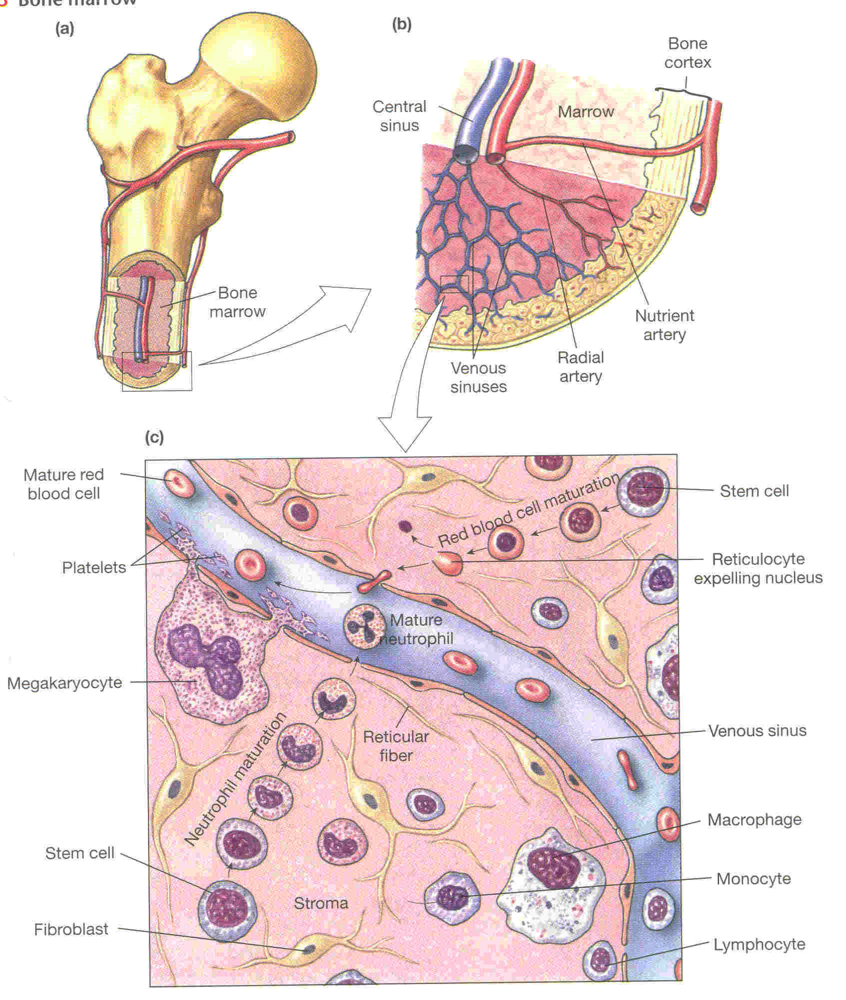 Bone marrow
(a)
(b)
Bone
cortex
Central
sinus
Marrow
Bone
marrow
Nutrient
artery
Radial
artery
Venous
sinuses
(c)
Mature red
blood cell
Red blood cell maturation
Stem cell
Platelets
Reticulocyte
expelling nucleus
Mature
neutrophil
Megakaryocyte
Neutrophil maturation
Reticular
fiber
Venous sinus
Macrophage
Stem cell
Monocyte
Stroma
Fibroblast
Lymphocyte